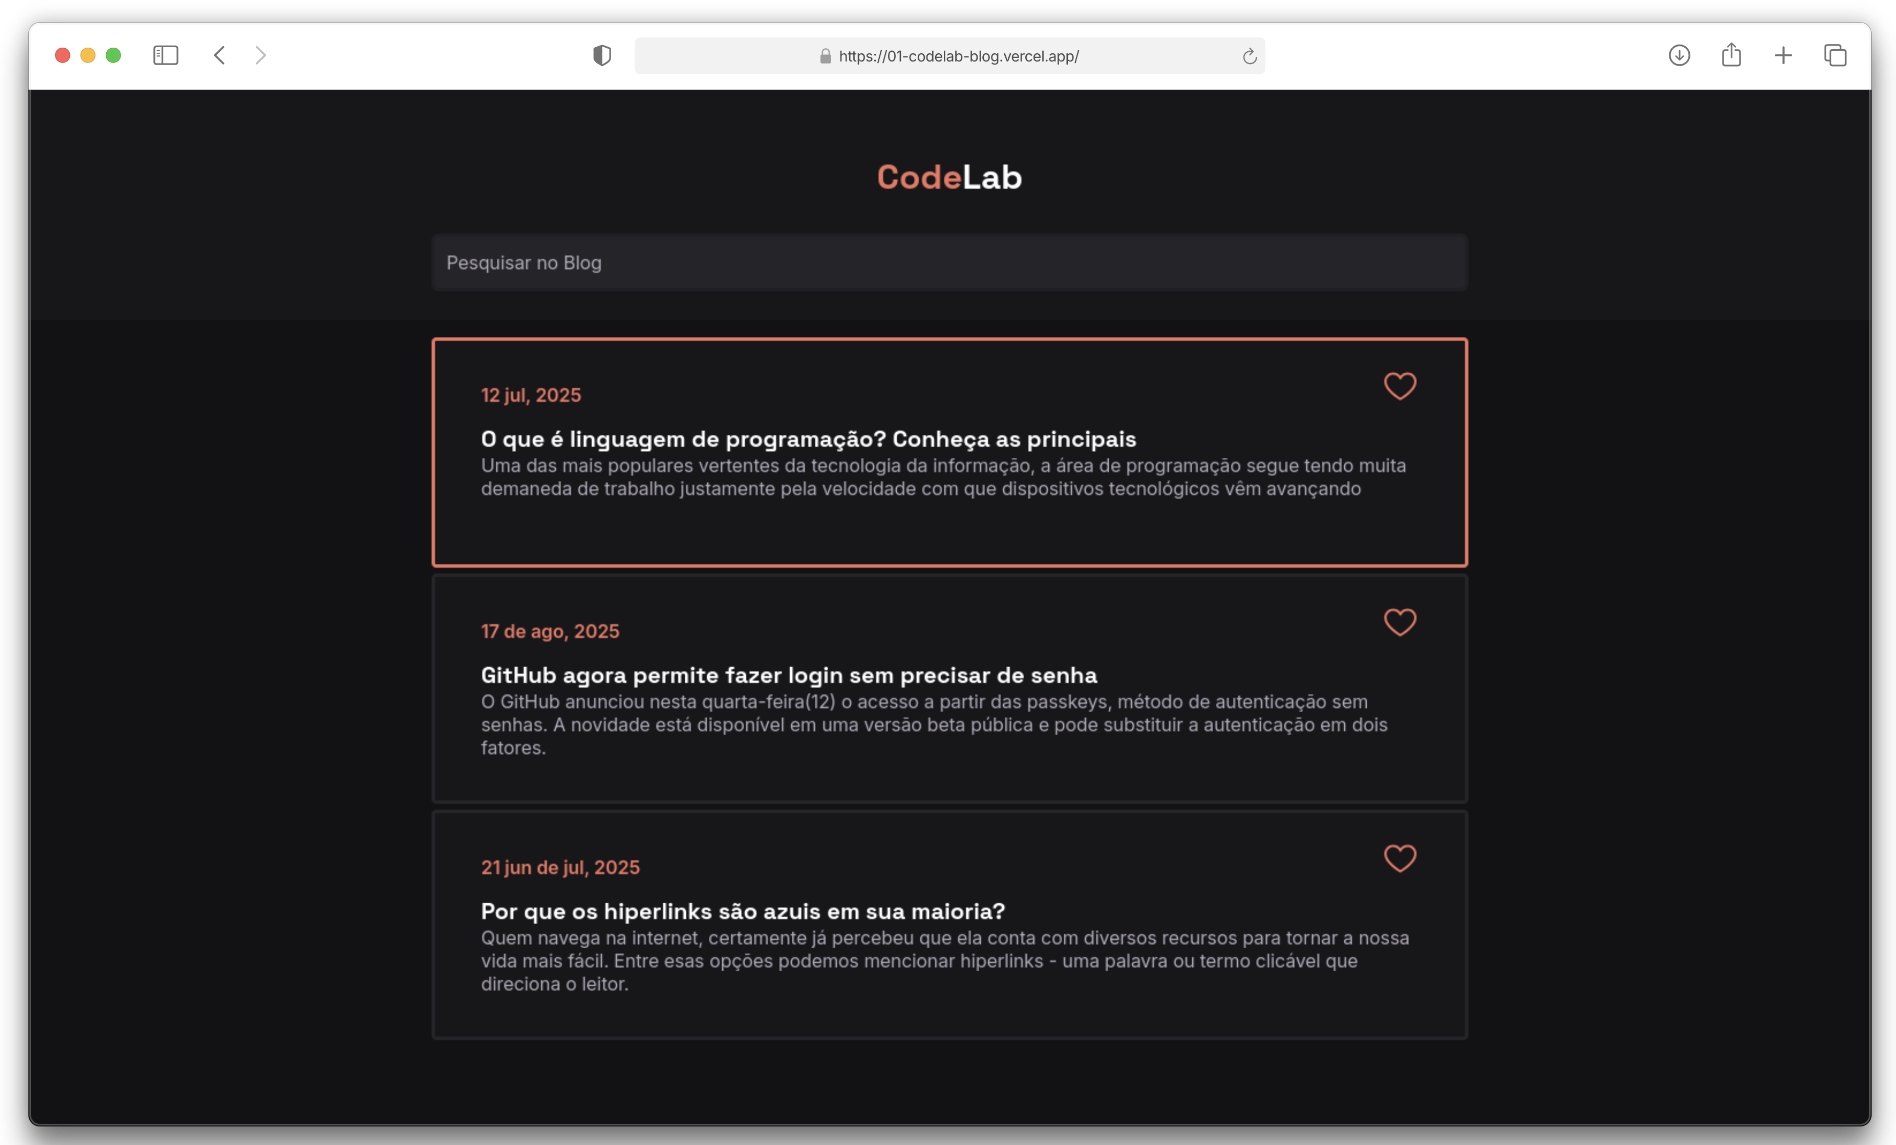 https://01-codelab-blog.vercel.app/
CodeLab
Pesquisar no Blog
12 jul, 2025
O que é linguagem de programação? Conheça as principais
Uma das mais populares vertentes da tecnologia da informação, a área de programação segue tendo muita
demaneda de trabalho justamente pela velocidade com que dispositivos tecnológicos vêm avançando
17 de ago, 2025
GitHub agora permite fazer login sem precisar de senha
O GitHub anunciou nesta quarta-feira(12) o acesso a partir das passkeys, método de autenticação sem
senhas. A novidade está disponível em uma versão beta pública e pode substituir a autenticação em dois
fatores.
21 jun de jul, 2025
Por que os hiperlinks são azuis em sua maioria?
Quem navega na internet, certamente já percebeu que ela conta com diversos recursos para tornar a nossa
vida mais fácil. Entre esas opções podemos mencionar hiperlinks - uma palavra ou termo clicável que
direciona o leitor.